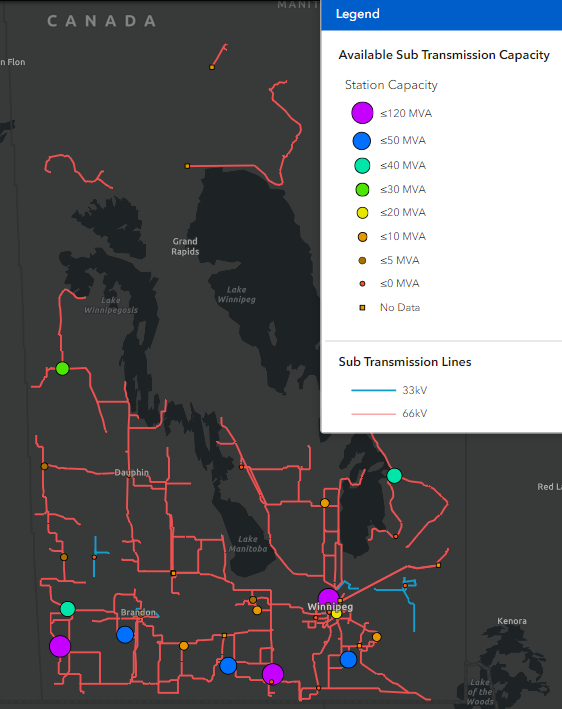 MANIT
CANADA
n Flon
Grand
Rapids
Lake
Winnipeg
Lake
Winnipegosis
Dauphin
Red La
Lake
Manitoba
Winnipeg
Brandon
Kenora
Lake
of the
Woods
Legend
Available Sub Transmission Capacity
Station Capacity
≤120 MVA
≤50 MVA
≤40 MVA
≤30 MVA
≤20 MVA
≤10 MVA
≤5 MVA
≤0 MVA
No Data
Sub Transmission Lines
33kV
66kV